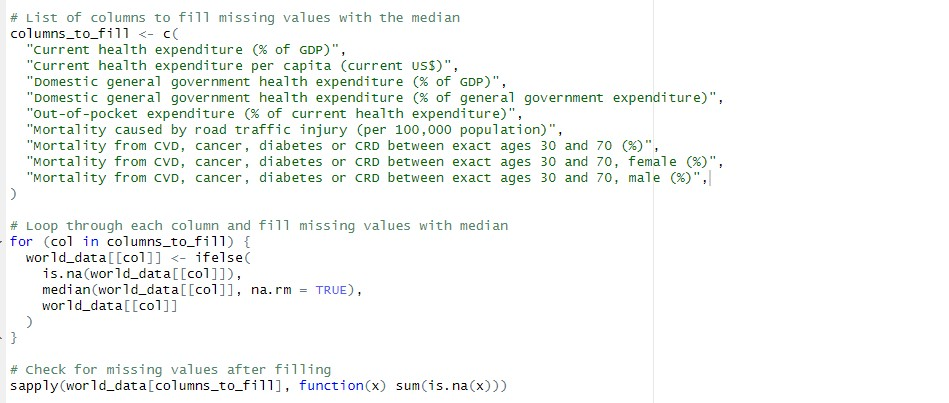 # List of columns to fill missing values with the median
columns_to_fill <- c(
  "Current health expenditure (% of GDP)",
  "Current health expenditure per capita (current US$)",
  "Domestic general government health expenditure (% of GDP)",
  "Domestic general government health expenditure (% of general government expenditure)",
  "Out-of-pocket expenditure (% of current health expenditure)",
  "Mortality caused by road traffic injury (per 100,000 population)",
  "Mortality from CVD, cancer, diabetes or CRD between exact ages 30 and 70 (%)",
  "Mortality from CVD, cancer, diabetes or CRD between exact ages 30 and 70, female (%)",
  "Mortality from CVD, cancer, diabetes or CRD between exact ages 30 and 70, male (%)",
)

# Loop through each column and fill missing values with median
for (col in columns_to_fill) {
  world_data[[col]] <- ifelse(
    is.na(world_data[[col]]),
    median(world_data[[col]], na.rm = TRUE),
    world_data[[col]]
  )
}

# Check for missing values after filling
sapply(world_data[columns_to_fill], function(x) sum(is.na(x)))